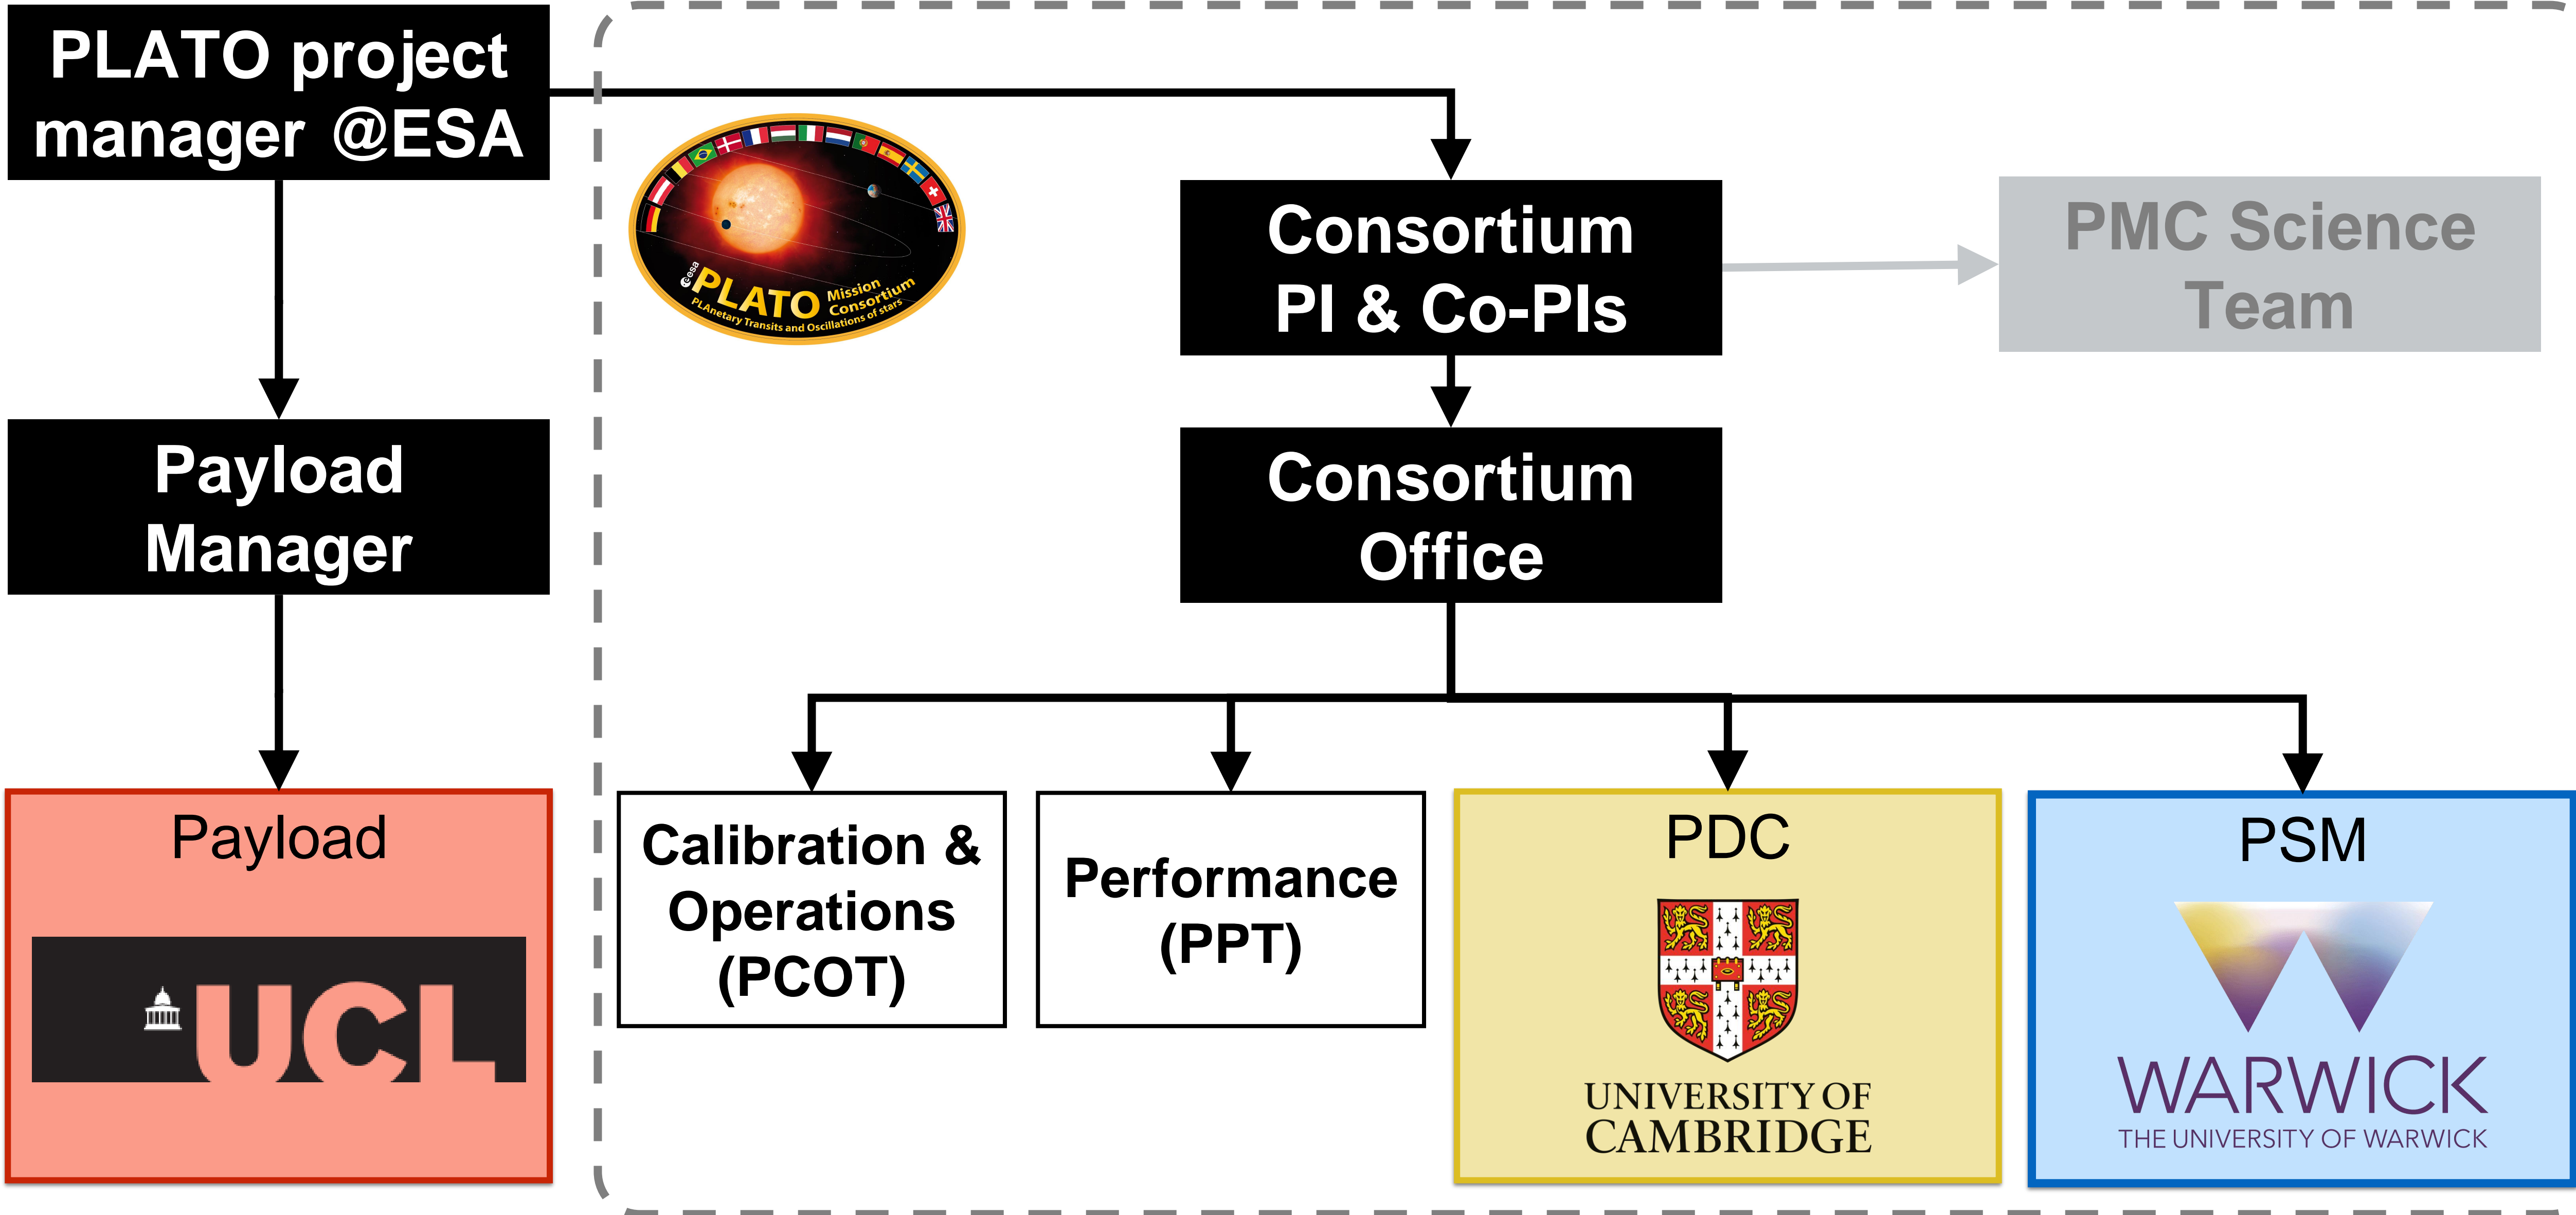 PLATO project
manager @ESA
esa
PLATO Mission
Consortium
PLAnetary Transits and Oscillations of stars
Consortium
PI & Co-PIs
PMC Science
Team
Payload
Manager
Consortium
Office
Payload
UCL
Calibration &
Operations
(PCOT)
Performance
(PPT)
PDC
UNIVERSITY OF
CAMBRIDGE
PSM
WARWICK
THE UNIVERSITY OF WARWICK